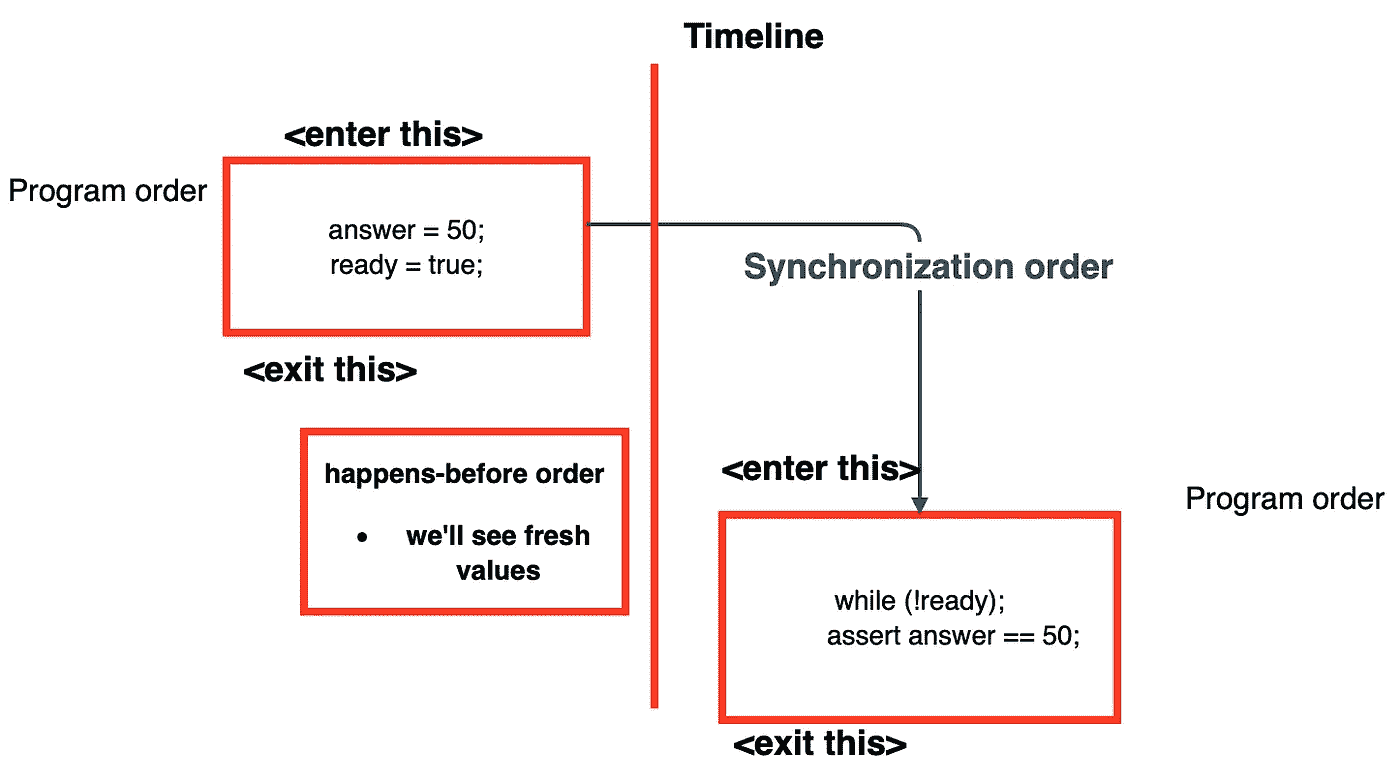 Timeline
<enter this>
Program order
answer = 50;
ready = true;
Synchronization order
<exit this>
happens-before order
• we'll see fresh
values
<enter this>
Program order
while (!ready);
assert answer == 50;
<exit this>